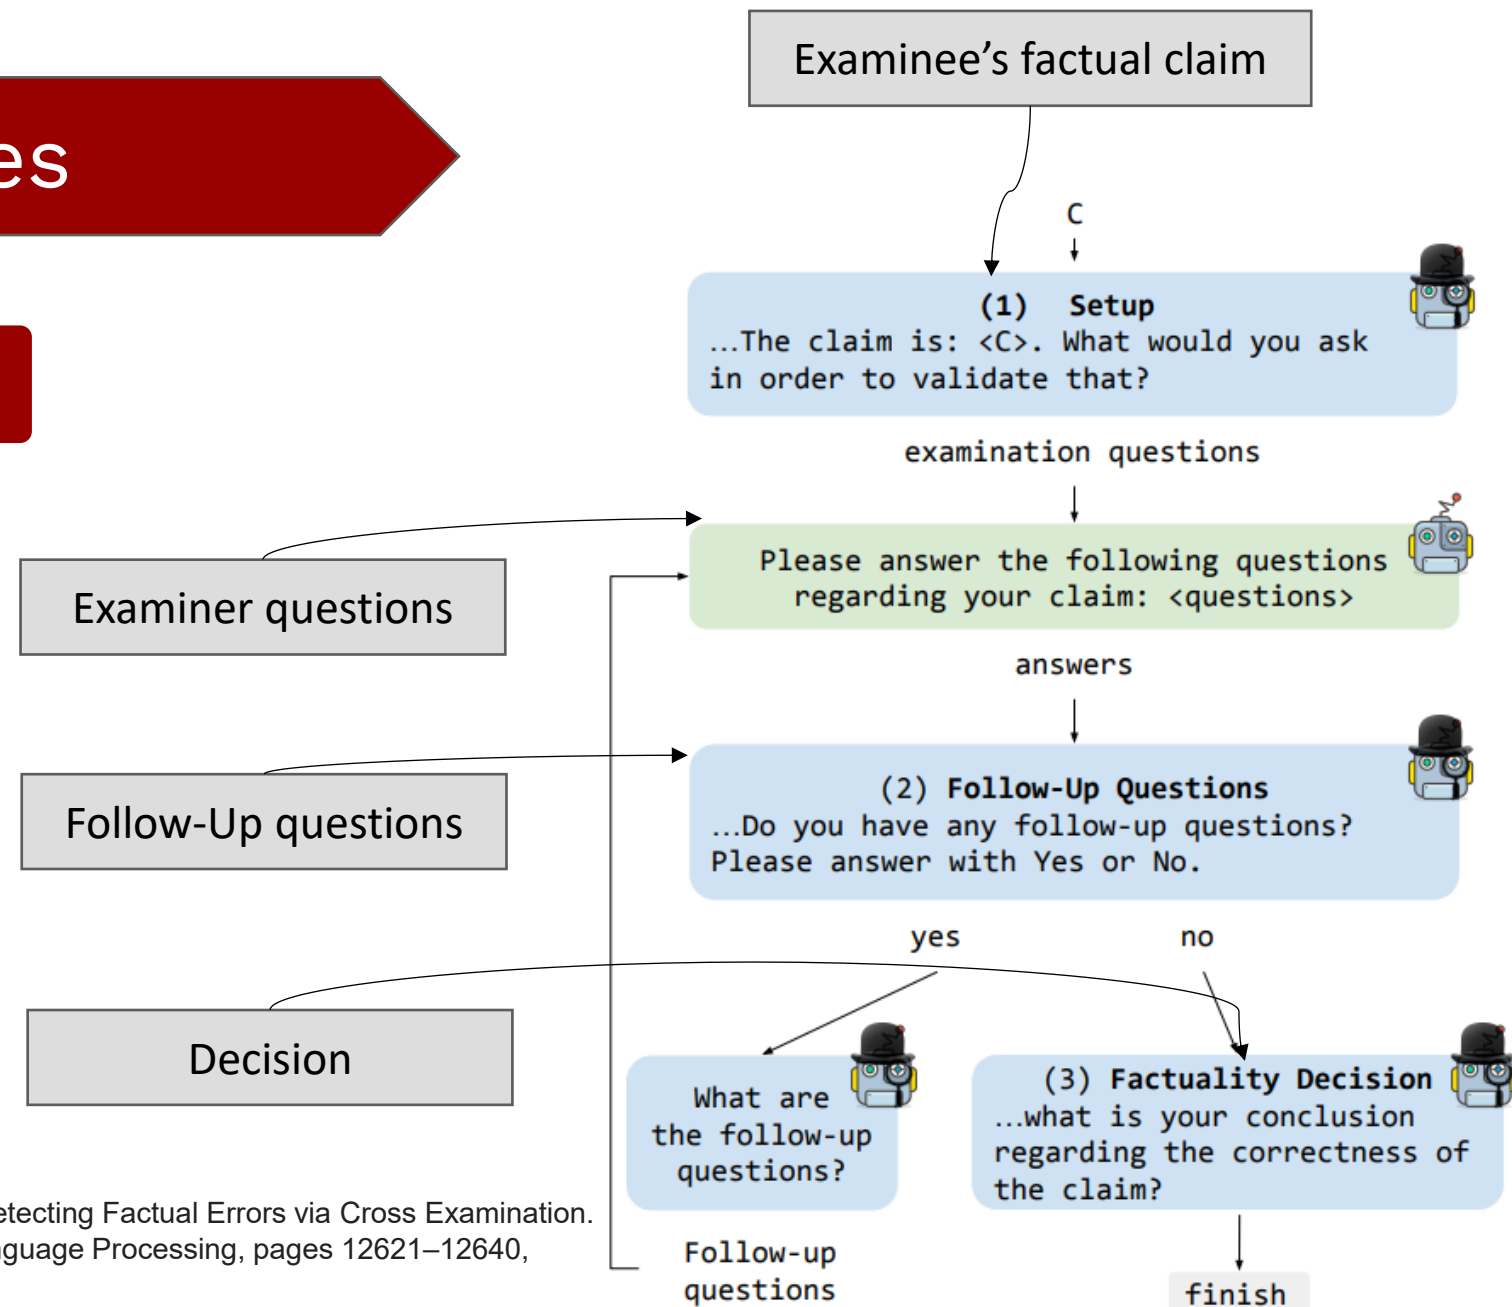 Examinee’s factual claim
es
C
(1) Setup
…The claim is: <C>. What would you ask
in order to validate that?
examination questions
Examiner questions
Please answer the following questions
regarding your claim: <questions>
answers
Follow-Up questions
(2) Follow-Up Questions
…Do you have any follow-up questions?
Please answer with Yes or No.
yes
no
Decision
What are
the follow-up
questions?
(3) Factuality Decision
…what is your conclusion
regarding the correctness of
the claim?
etecting Factual Errors via Cross Examination.
nguage Processing, pages 12621–12640,
Follow-up
questions
finish